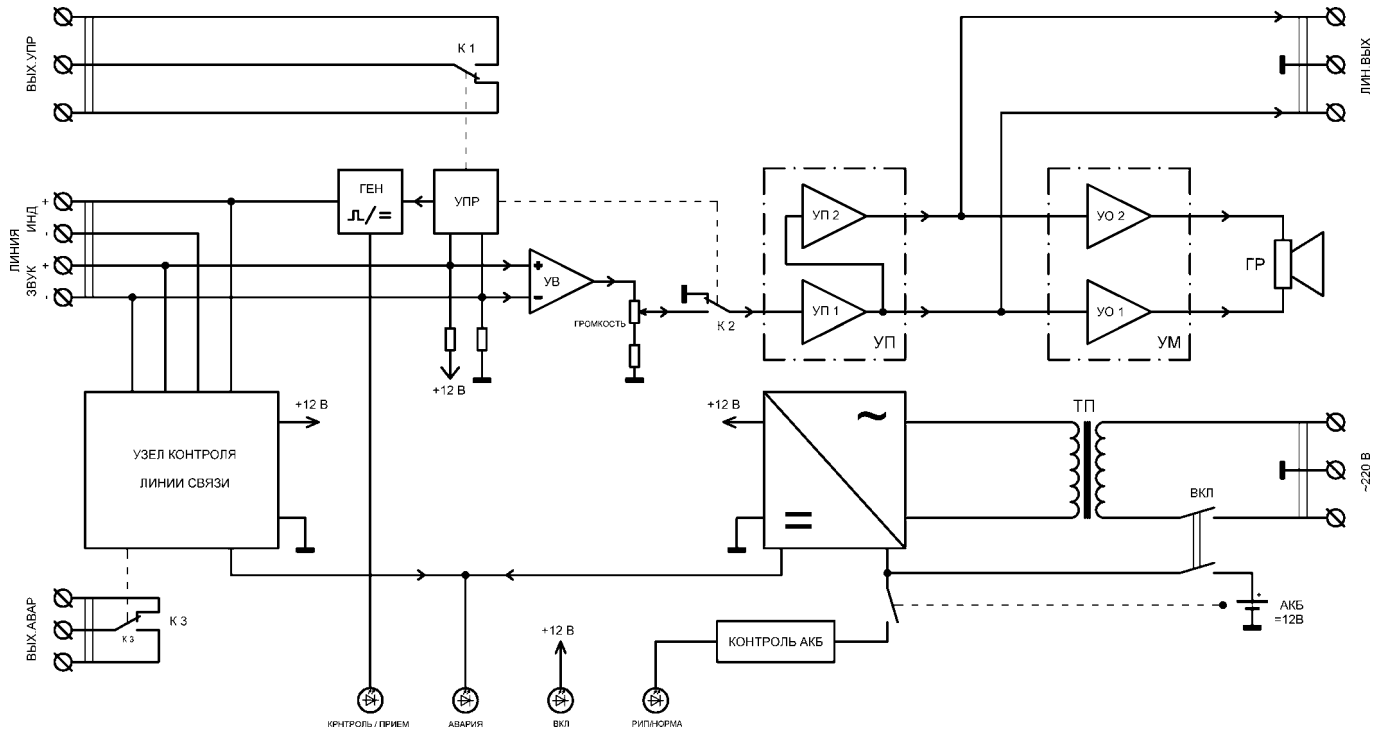 ВЫХ.УПР
К 1
ЛИН.ВЫХ
ЛИНИЯ
ИНД
+
-
ЗВУК
+
-
ГЕН
УПР
УВ
+
-
ГРОМКОСТЬ
К 2
+12 В
УП 2
УП 1
УП
УО 2
УО 1
УМ
ГР
УЗЕЛ КОНТРОЛЯ
ЛИНИИ СВЯЗИ
+12 В
+12 В
~
=
ТП
ВКЛ
~220 В
ВЫХ.АВАР
К 3
К 3
+12 В
КОНТРОЛЬ АКБ
+
АКБ
=12В
КРНТРОЛЬ / ПРИЕМ
АВАРИЯ
ВКЛ
РИП/НОРМА